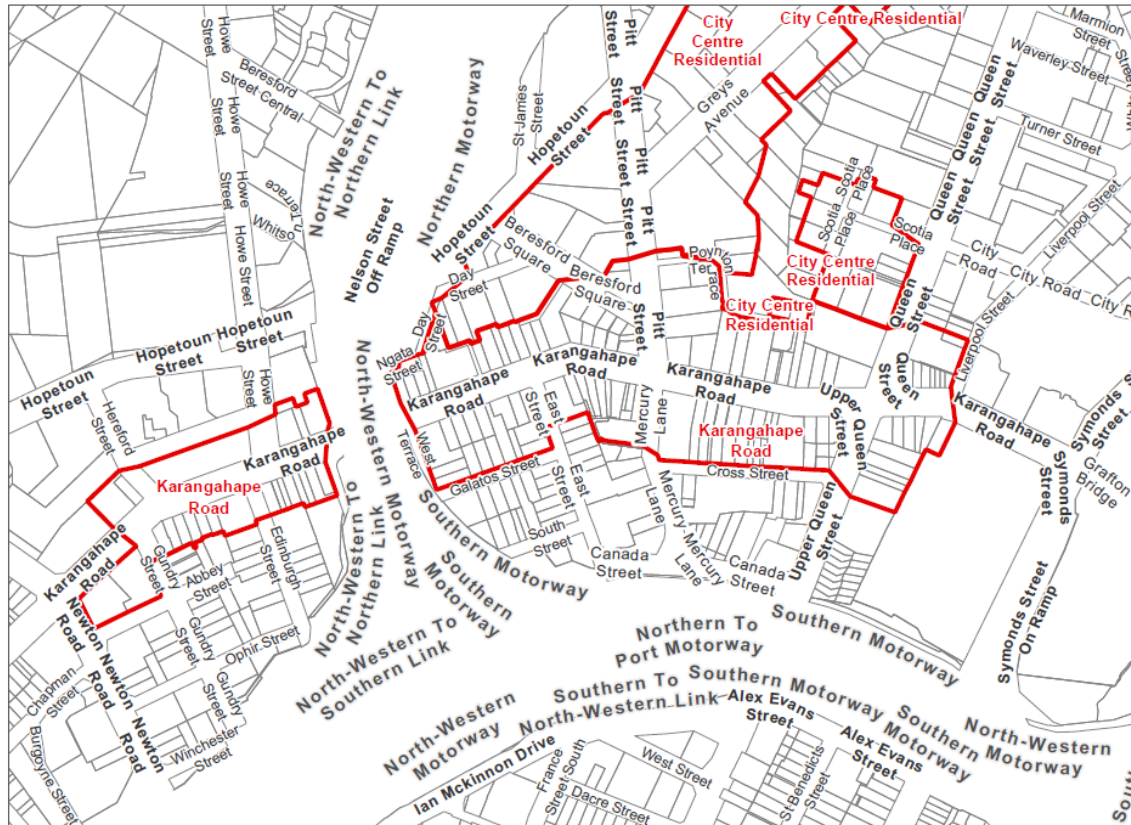 City Centre Residential
City
Centre
Residential
Marmion
Street
Waverley Street
Howe
Street
Pitt
Street
Queen Queen
Street
Beresford
Street Central
Greys
Avenue
Turner Street
North-Western To
Northern Link
St James
Street
Hopetoun
Street
Pitt Pitt
Street Street
Howe Howe
Street
Northern Motorway
Whitso
n Terrace
Scotia Scotia
Place Place
Scotia
Place
Queen Queen
Street
Liverpool Street
Howe Street
Nelson Street
Off Ramp
Hopetoun
Street
Beresford Beresford
Square Square
Poynton
Terrace
City Centre
Residential
City City Road City R
Road
Day
Street
Day
Street
City Centre
Residential
Queen
Street
Liverpool Street
Hopetoun Hopetoun
Street Street
Ngata
Street
Pitt
Street
Hopetoun
Street
Howe
Street
Hereford
Street
Karangahape
Road
Karangahape
Road
Karangahape
Road
Queen
Street
Upper
Queen
Street
Karangahape
Road
Symonds S
Street
Mercury
Lane
Karangahape
Road
East
Street
Karangahape
Road
West
Terrace
Galatos Street
Cross Street
Upper Queen
Street
Symonds
Street
Grafton
Bridge
Karangahape
Road
North-Western Motorway
North-Western To
Northern Link
Southern Motorway
East
Street
South
Street
Mercury Mercury
Lane Lane
Canada
Street
Canada
Street
Karangahape
Road
Gundry
Street
Abbey
Street
Edinburgh
Street
Southern
Motorway
Symonds Street
On Ramp
Newton Newton
Road Road
Newton
Road
Gundry Gundry
Street
Ophir Street
North-Western To
Southern Link
Northern To
Port Motorway
Southern Motorway
Chapman
Street
Winchester
Street
Burgoyne Street
North-Western
Motorway
Southern To
North-Western Link
Southern Motorway
Alex Evans
Street
Alex Evans
Street
Southern
Motorway
North-Western
Motorway
Ian Mckinnon Drive
France
Street South
West Street
Dacre Street
St Benedicts
Street
South